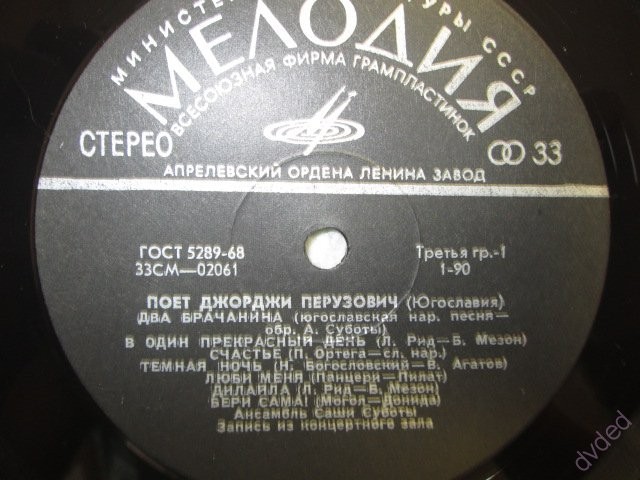 МИНИСТЕ УРЫ СССР
МЕЛОДИЯ
ВСЕСОЮЗНАЯ ФИРМА ГРАМПЛАСТИНОК
СТЕРЕО 33
АПРЕЛЕВСКИЙ ОРДЕНА ЛЕНИНА ЗАВОД
ГОСТ 5289-68 Третья гр.-1
33СМ—02061 1-90
ПОЕТ ДЖОРДЖИ ПЕРУЗОВИЧ (Югославия)
ДВА БРАЧАНИНА (югославская нар. песня—
обр. А. Суботы)
В ОДИН ПРЕКРАСНЫЙ ДЕНЬ (Л. Рид—Б. Мезон)
СЧАСТЬЕ (П. Ортега—сл. нар.)
ТЕМНАЯ НОЧЬ (Н. Богословский—В. Агатов)
ЛЮБИ МЕНЯ (Панцери—Пилат)
ДИЛАЙЛА (Л. Рид—Б. Мезон)
БЕРИ САМА! (Могол—Донида)
Ансамбль Саши Суботы
Запись из концертного зала
dvded